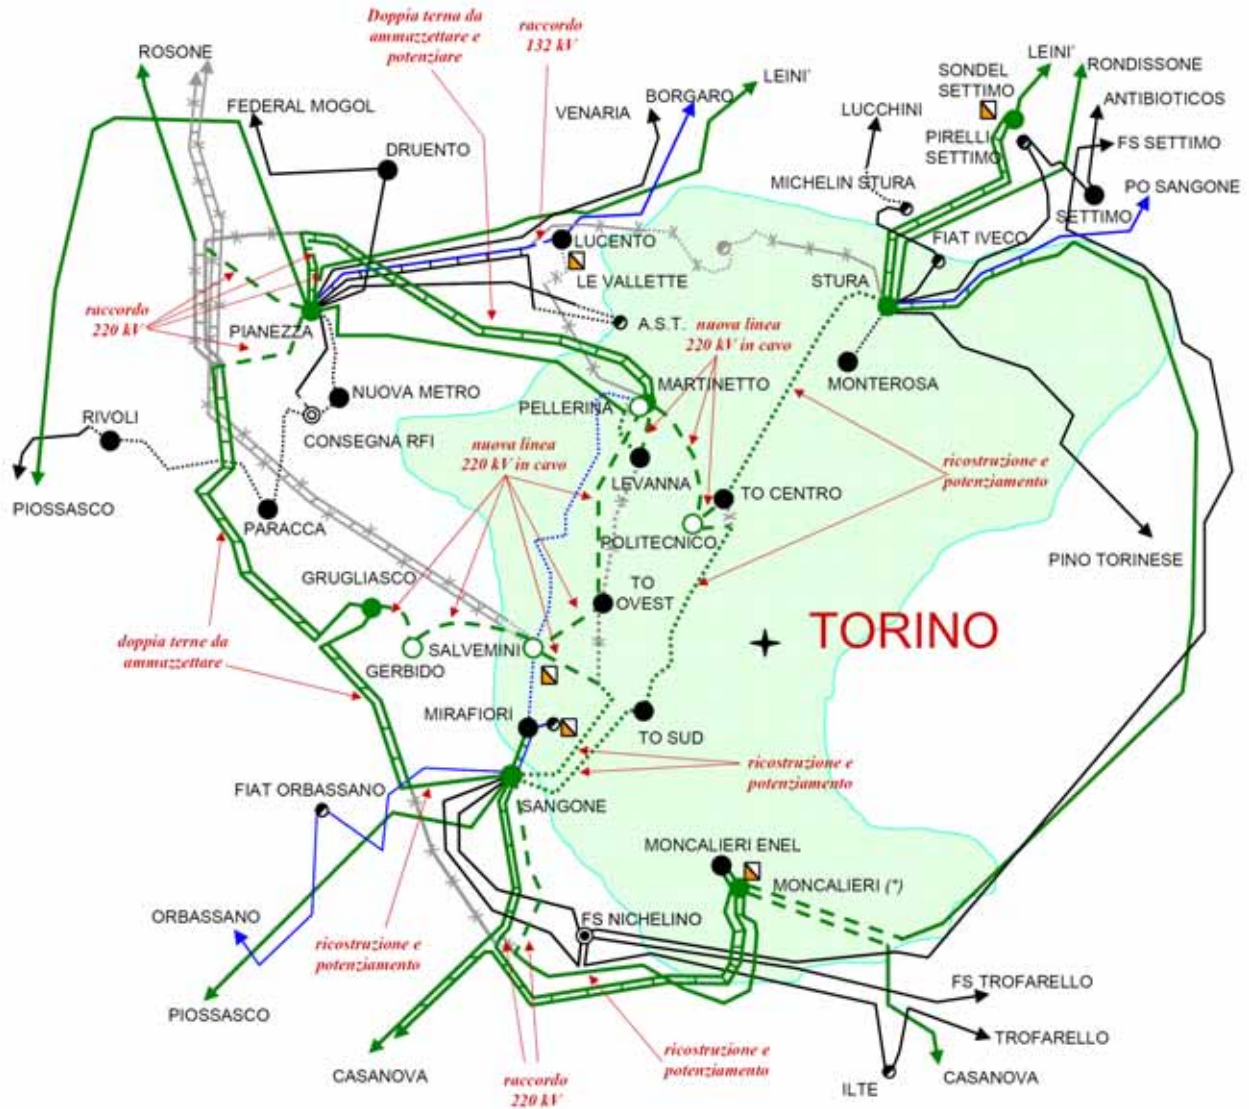 Doppia terna da
ammazzettare e
potenziare
raccordo
132 kV
ROSONE
FEDERAL MOGOL
DRUENTO
VENARIA
BORGARO
LEINI'
LUCCHINI
SONDEL
SETTIMO
LEINI'
RONDISSONE
ANTIBIOTICOS
PIRELLI
SETTIMO
FS SETTIMO
MICHELIN STURA
SETTIMO
PO SANGONE
FIAT IVECO
LUCENTO
LE VALLETTE
STURA
raccordo
220 kV
PIANEZZA
A.S.T.
nuova linea
220 kV in cavo
MONTEROSA
MARTINETTO
NUOVA METRO
PELLERINA
RIVOLI
CONSEGNA RFI
nuova linea
220 kV in cavo
LEVANNA
ricostruzione e
potenziamento
TO CENTRO
PIOSSASCO
PARACCA
POLITECNICO
PINO TORINESE
GRUGLIASCO
TO
OVEST
TORINO
doppia terne da
ammazzettare
GERBIDO
SALVEMINI
MIRAFIORI
TO SUD
ricostruzione e
potenziamento
FIAT ORBASSANO
SANGONE
MONCALIERI ENEL
MONCALIERI (*)
ORBASSANO
FS NICHELINO
ricostruzione e
potenziamento
FS TROFARELLO
PIOSSASCO
TROFARELLO
ricostruzione e
potenziamento
CASANOVA
raccordo
220 kV
ILTE
CASANOVA